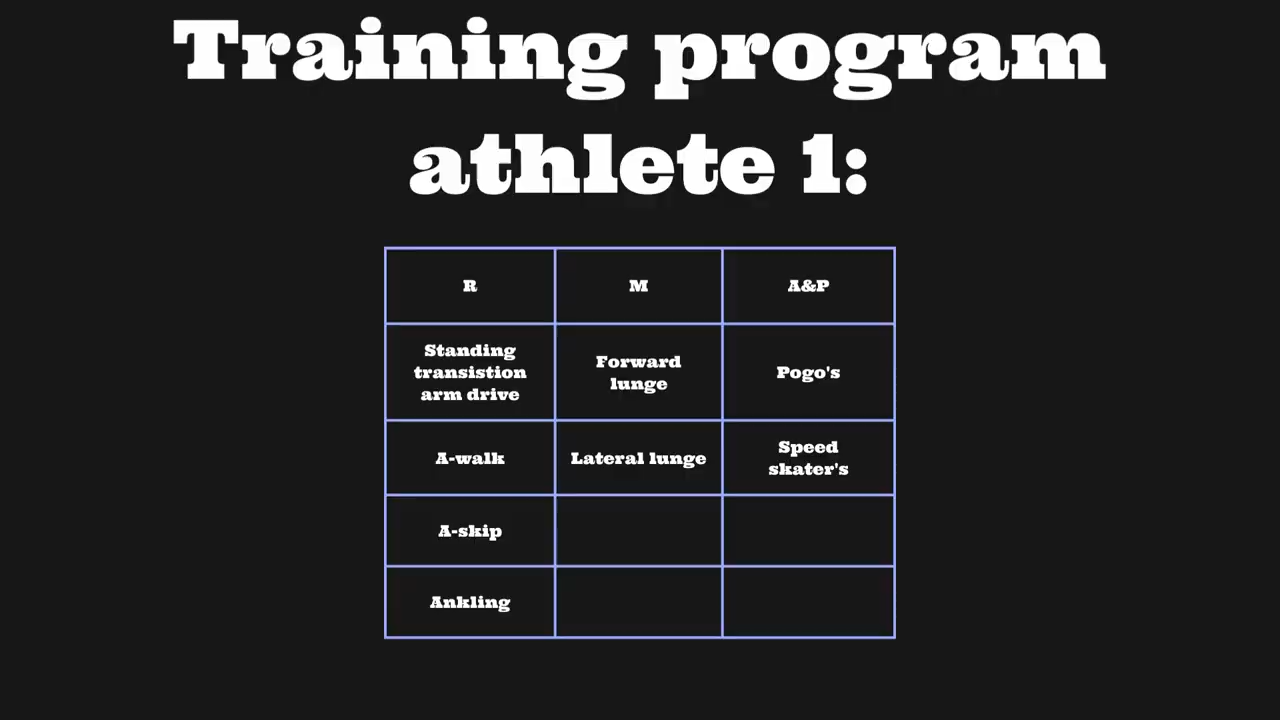 Training program
athlete 1:
R
M
A&P
Standing
transistion
arm drive
Forward
lunge
Pogo's
A-walk
Lateral lunge
Speed
skater's
A-skip
Ankling